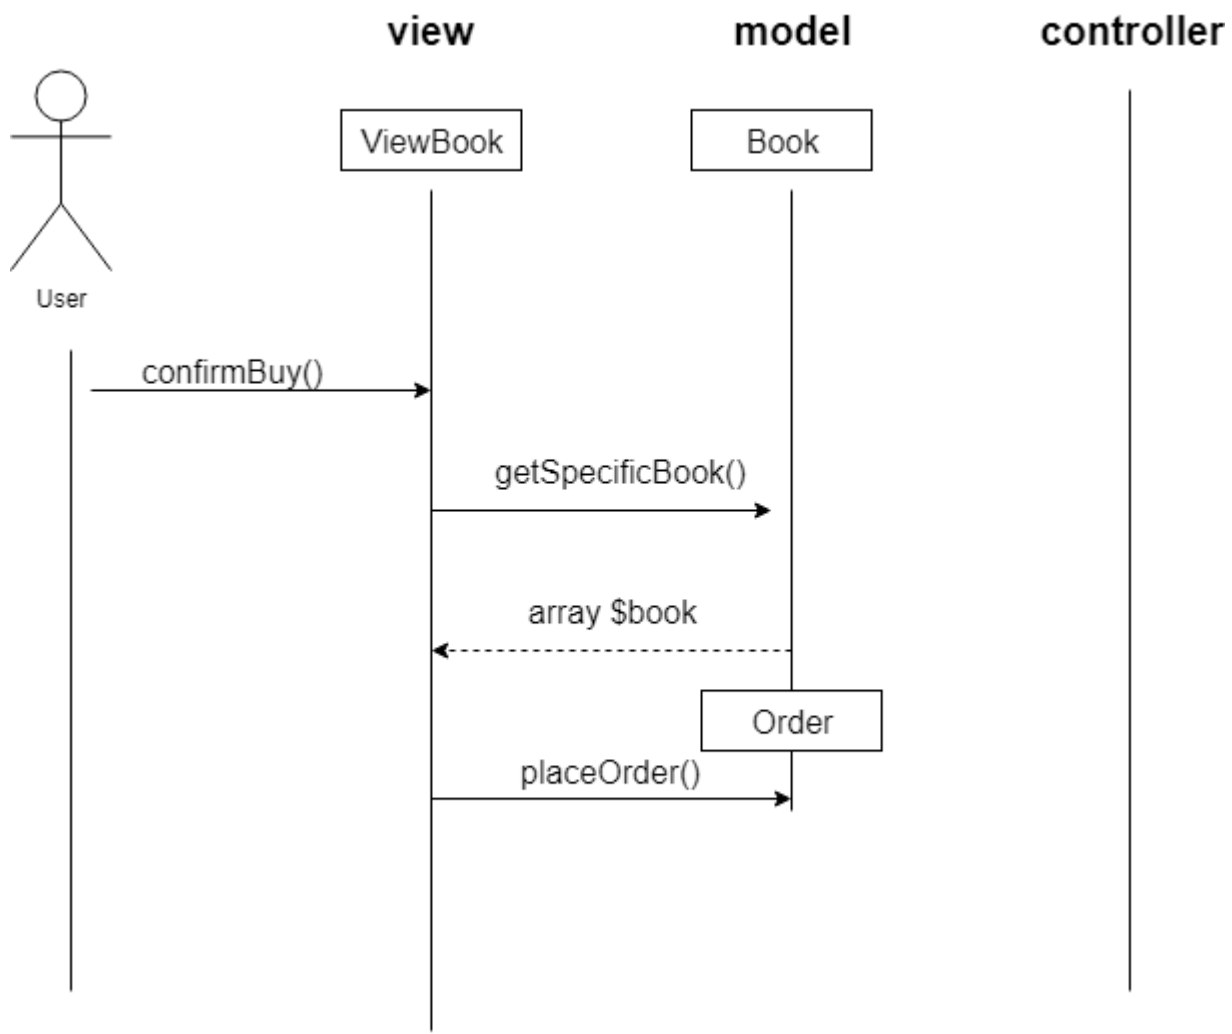 view
model
controller
ViewBook
Book
User
confirmBuy()
getSpecificBook()
array $book
Order
placeOrder()